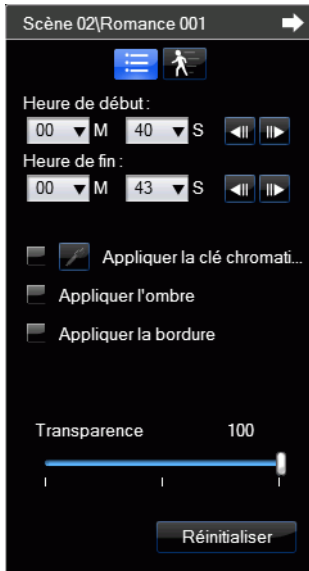 Scène 02\Romance 001
Heure de début :
00 M 40 S
Heure de fin :
00 M 43 S
Appliquer la clé chromati...
Appliquer l'ombre
Appliquer la bordure
Transparence 100
Réinitialiser